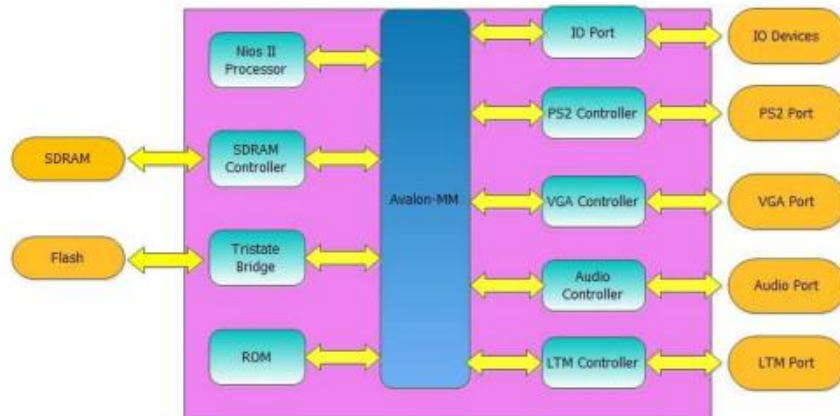 SDRAM
Flash
Nios II
Processor
SDRAM
Controller
Tristate
Bridge
ROM
Avalon-MM
IO Port
PS2 Controller
VGA Controller
Audio
Controller
LTM Controller
IO Devices
PS2 Port
VGA Port
Audio Port
LTM Port